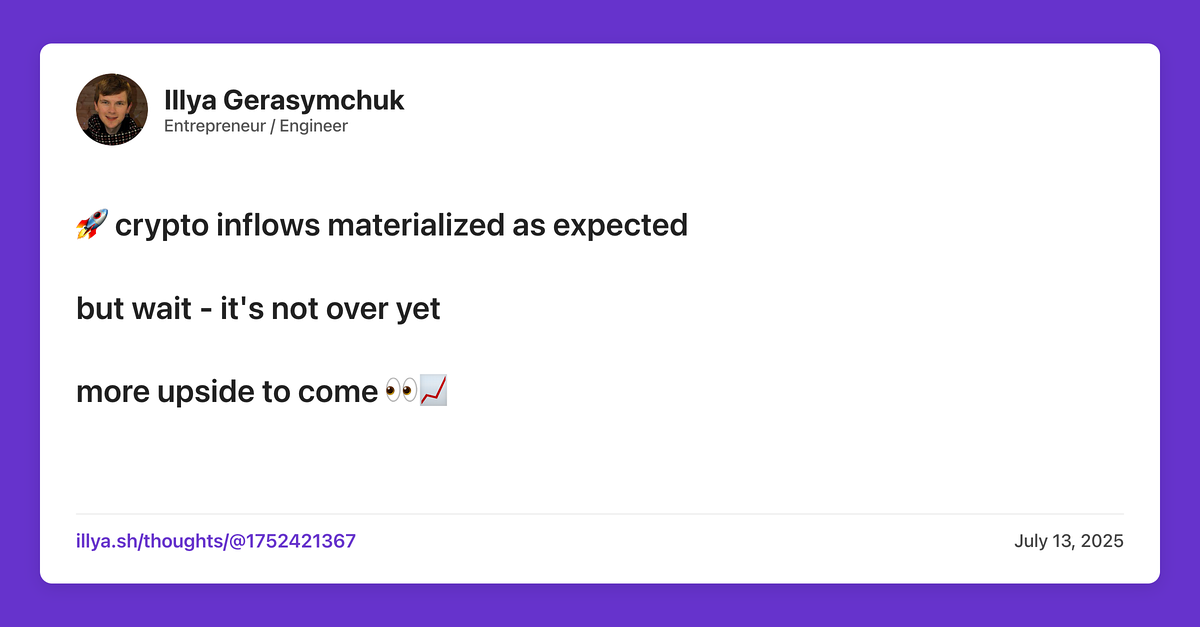 Illya Gerasymchuk
Entrepreneur / Engineer
🚀 crypto inflows materialized as expected
but wait - it's not over yet
more upside to come 👀📈
illya.sh/thoughts/@1752421367
July 13, 2025